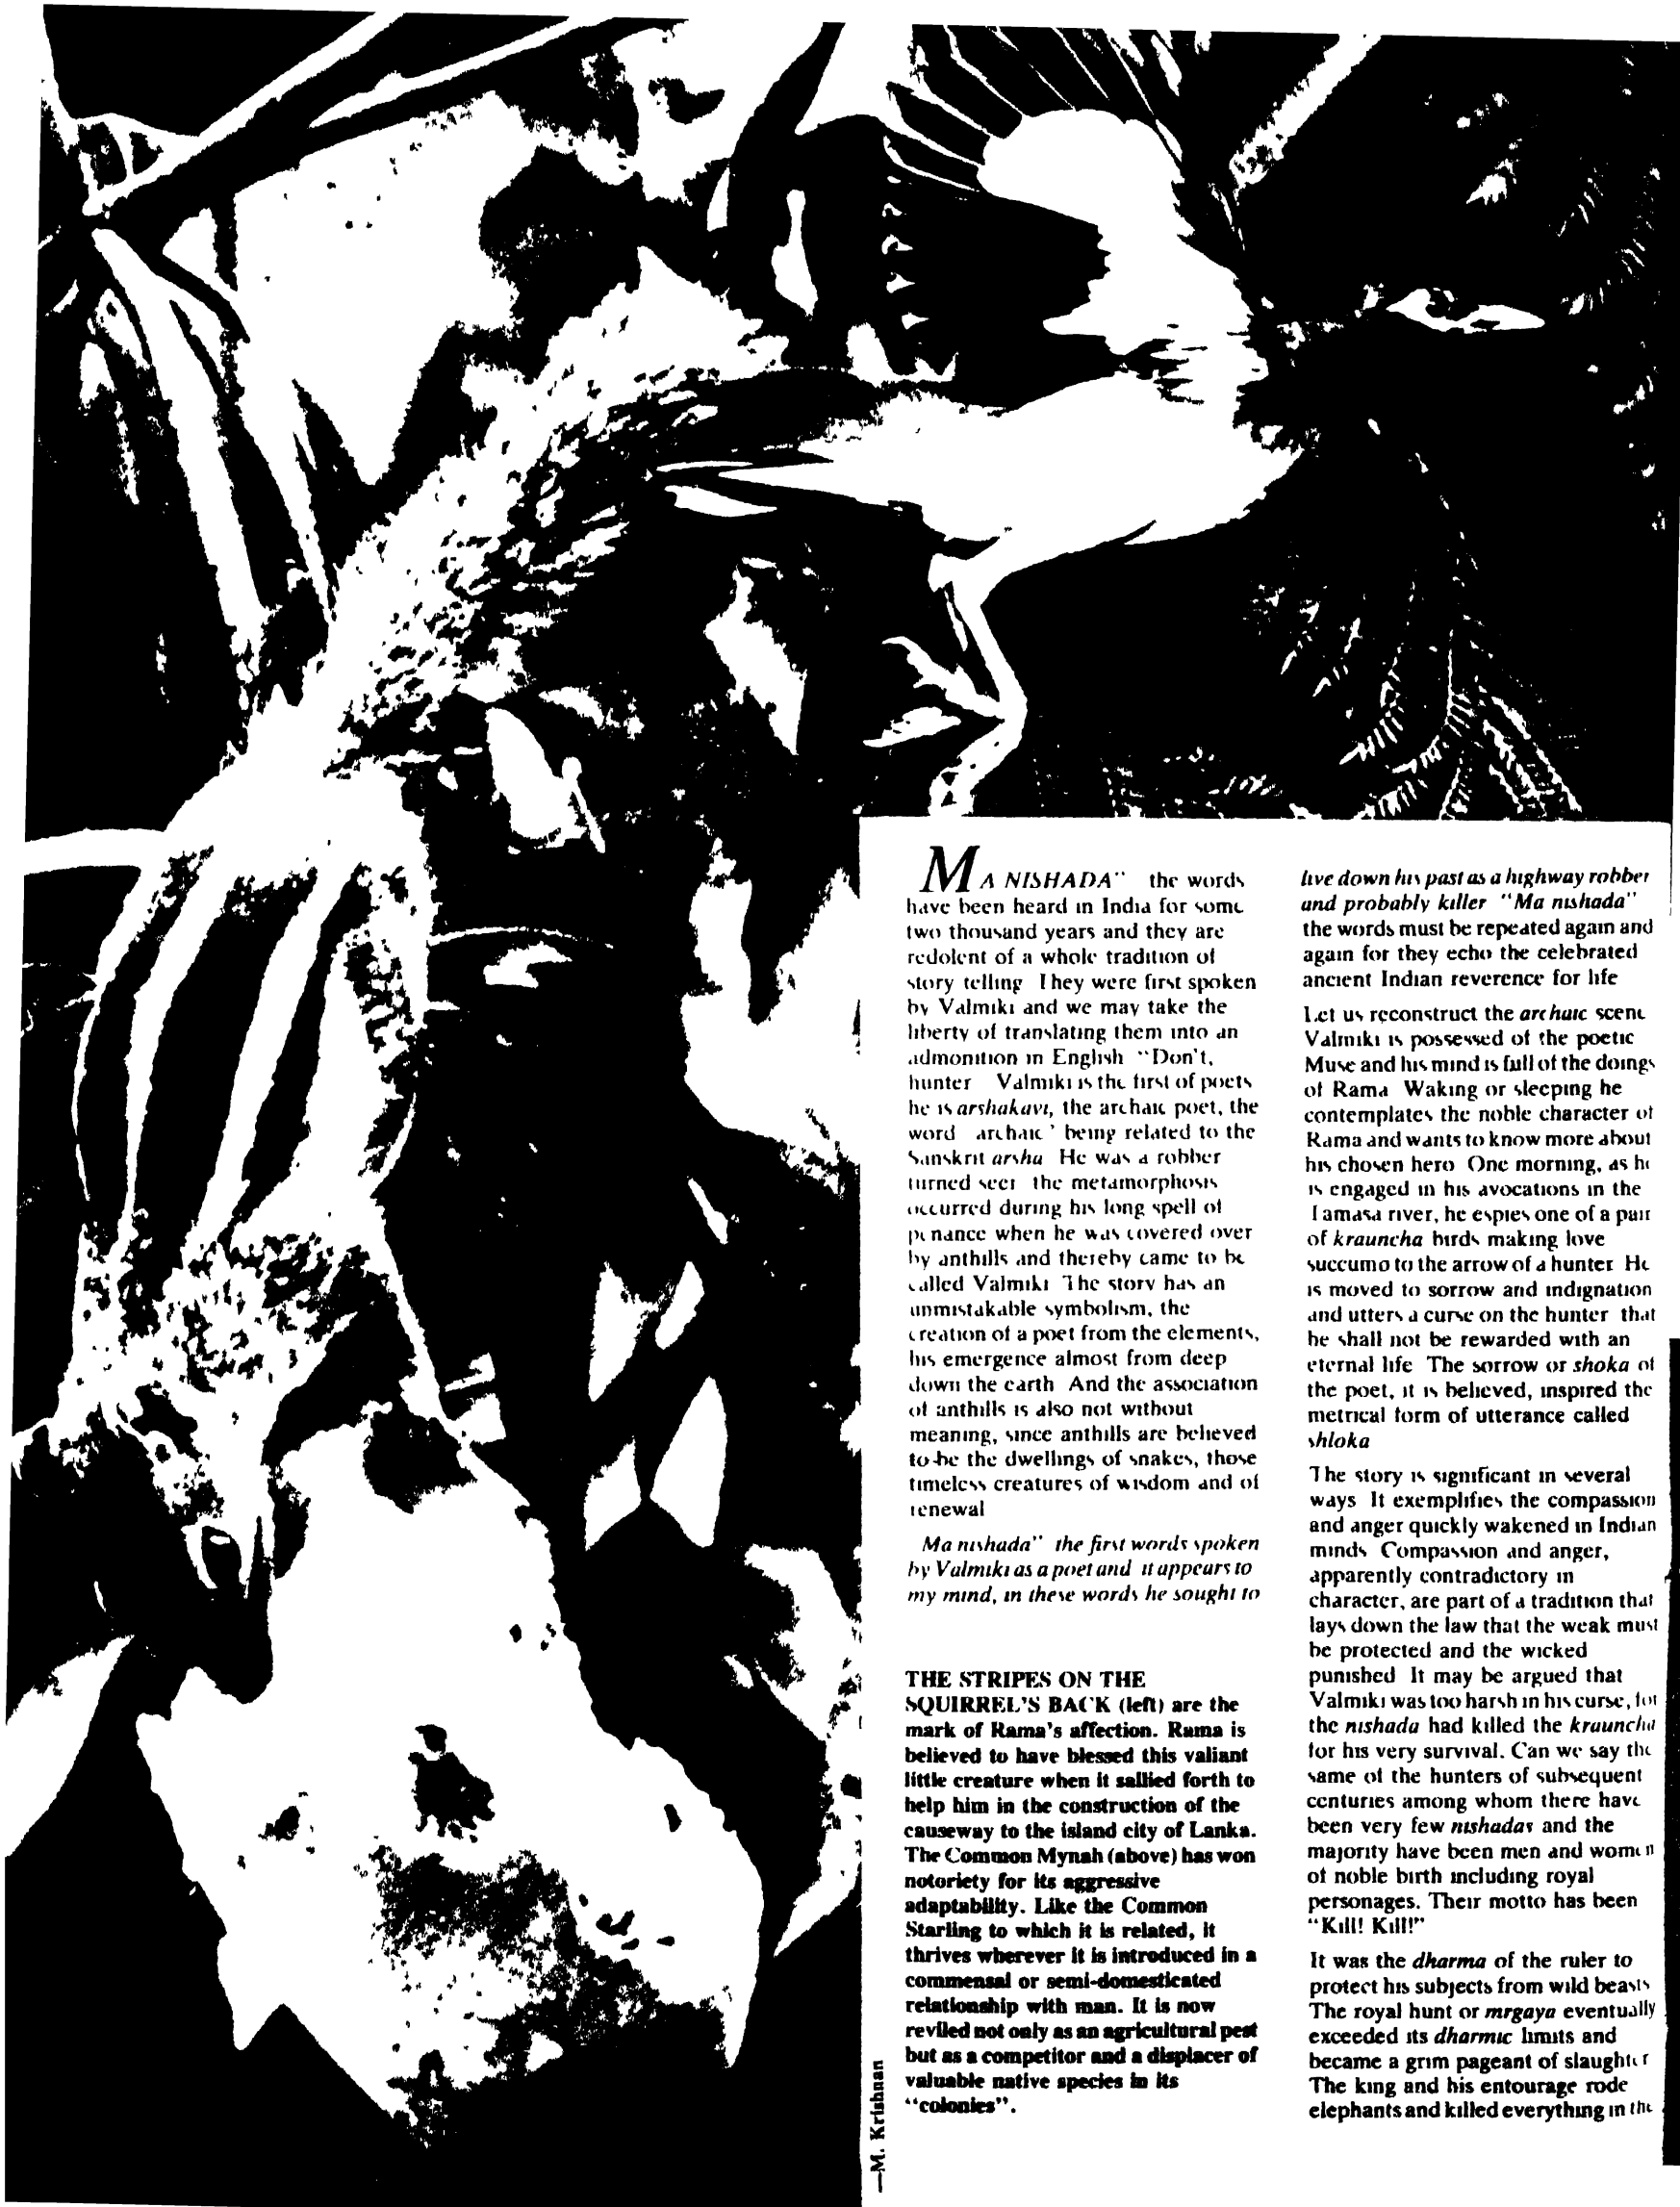 MA NISHADA" the words
have been heard in India for some
two thousand years and they are
redolent of a whole tradition of
story telling They were first spoken
by Valmiki and we may take the
liberty of translating them into an
admonition in English "Don't,
hunter Valmiki is the first of poets
he is arshakavi, the archaic poet, the
word archaic' being related to the
Sanskrit arsha He was a robber
turned seer the metamorphosis
occurred during his long spell of
penance when he was covered over
by anthills and thereby came to be
called Valmiki The story has an
unmistakable symbolism, the
creation of a poet from the elements,
his emergence almost from deep
down the earth And the association
of anthills is also not without
meaning, since anthills are believed
to be the dwellings of snakes, those
timeless creatures of wisdom and of
renewal
Ma nishada" the first words spoken
by Valmiki as a poet and it appears to
my mind, in these words he sought to
THE STRIPES ON THE
SQUIRREL'S BACK (left) are the
mark of Rama's affection. Rama is
believed to have blessed this valiant
little creature when it sallied forth to
help him in the construction of the
causeway to the island city of Lanka.
The Common Mynah (above) has won
notoriety for its aggressive
adaptability. Like the Common
Starling to which it is related, it
thrives wherever it is introduced in a
commensal or semi-domesticated
relationship with man. It is now
reviled not only as an agricultural pest
but as a competitor and a displacer of
valuable native species in its
"colonies".
—M. Krishnan
live down his past as a highway robber
and probably killer "Ma nishada"
the words must be repeated again and
again for they echo the celebrated
ancient Indian reverence for life
Let us reconstruct the archaic scene
Valmiki is possessed of the poetic
Muse and his mind is full of the doings
of Rama Waking or sleeping he
contemplates the noble character of
Rama and wants to know more about
his chosen hero One morning, as he
is engaged in his avocations in the
Tamasa river, he espies one of a pair
of krauncha birds making love
succumb to the arrow of a hunter He
is moved to sorrow and indignation
and utters a curse on the hunter that
he shall not be rewarded with an
eternal life The sorrow or shoka of
the poet, it is believed, inspired the
metrical form of utterance called
shloka
The story is significant in several
ways It exemplifies the compassion
and anger quickly wakened in Indian
minds Compassion and anger,
apparently contradictory in
character, are part of a tradition that
lays down the law that the weak must
be protected and the wicked
punished It may be argued that
Valmiki was too harsh in his curse, for
the nishada had killed the krauncha
for his very survival. Can we say the
same of the hunters of subsequent
centuries among whom there have
been very few nishadas and the
majority have been men and women
of noble birth including royal
personages. Their motto has been
"Kill! Kill!"
It was the dharma of the ruler to
protect his subjects from wild beasts
The royal hunt or mrgaya eventually
exceeded its dharmic limits and
became a grim pageant of slaughter
The king and his entourage rode
elephants and killed everything in the